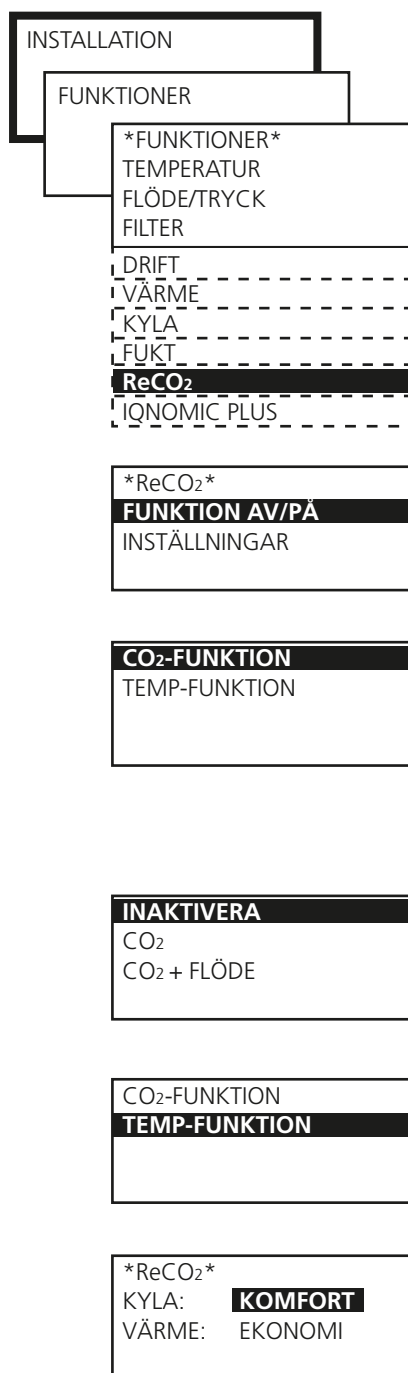 INSTALLATION
FUNKTIONER
*FUNKTIONER*
TEMPERATUR
FLÖDE/TRYCK
FILTER
DRIFT
VÄRME
KYLA
FUKT
ReCO₂
IQNOMIC PLUS
*ReCO₂*
FUNKTION AV/PÅ
INSTÄLLNINGAR
CO₂-FUNKTION
TEMP-FUNKTION
INAKTIVERA
CO₂
CO₂ + FLÖDE
CO₂-FUNKTION
TEMP-FUNKTION
*ReCO₂*
KYLA: KOMFORT
VÄRME: EKONOMI